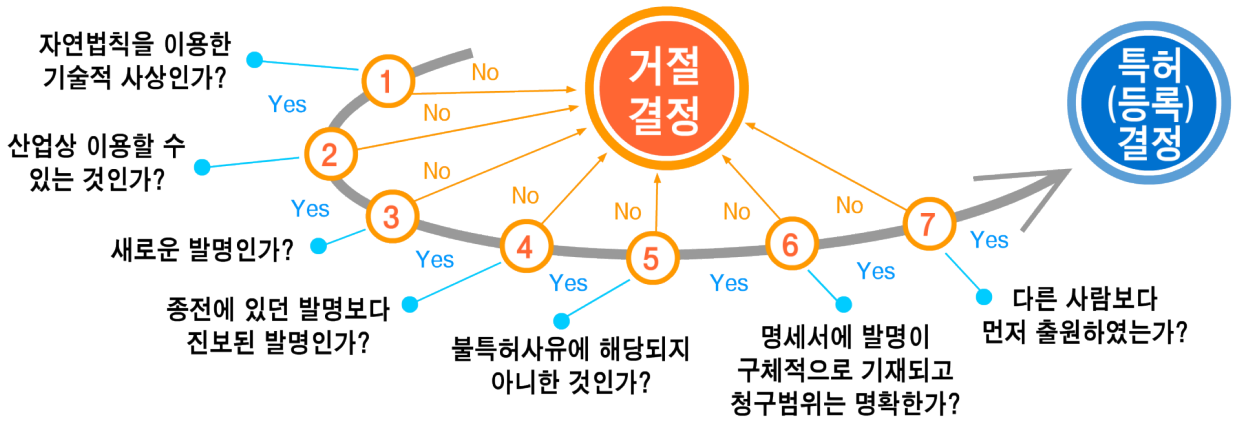 자연법칙을 이용한
기술적 사상인가?
1
No
Yes
산업상 이용할 수
있는 것인가?
2
No
Yes
새로운 발명인가?
3
No
Yes
종전에 있던 발명보다
진보된 발명인가?
4
No
Yes
불특허사유에 해당되지
아니한 것인가?
5
No
Yes
명세서에 발명이
구체적으로 기재되고
청구범위는 명확한가?
6
No
Yes
다른 사람보다
먼저 출원하였는가?
7
No
Yes
거절
결정
특허
(등록)
결정